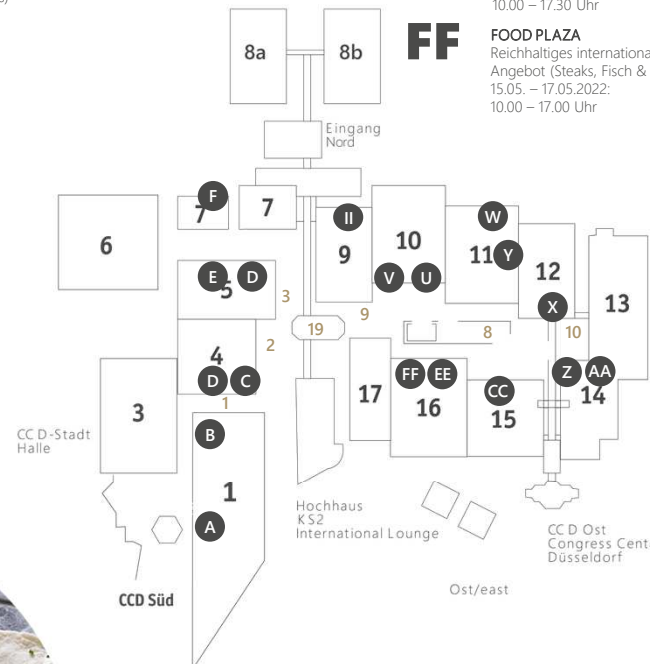 10.00 – 17.30 Uhr
FF
FOOD PLAZA
Reichhaltiges internationa
Angebot (Steaks, Fisch &
15.05. – 17.05.2022:
10.00 – 17.00 Uhr
8a
8b
Eingang
Nord
F
7
7
II
9
10
V
U
W
11
Y
12
X
13
6
E
D
5
3
19
9
8
10
4
D
C
2
1
3
CCD-Stadt
Halle
B
1
A
CCD Süd
17
FF
EE
16
CC
15
Z
AA
14
Hochhaus
KS2
International Lounge
CCD Ost
Congress Cent
Düsseldorf
Ost/east